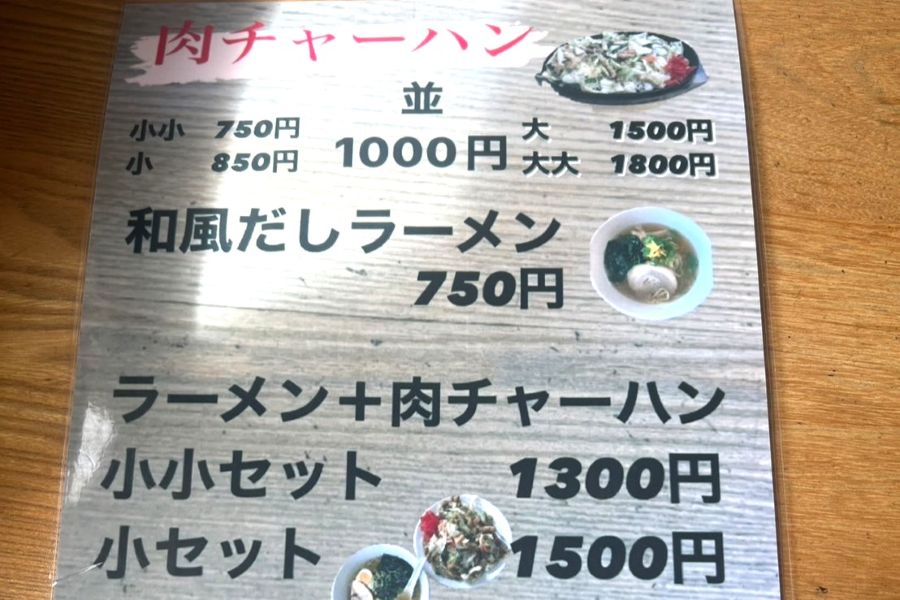 肉チャーハン
並
小小 750円
小 850円
1000円
大 1500円
大大 1800円
和風だしラーメン
750円
ラーメン+肉チャーハン
小小セット 1300円
小セット 1500円